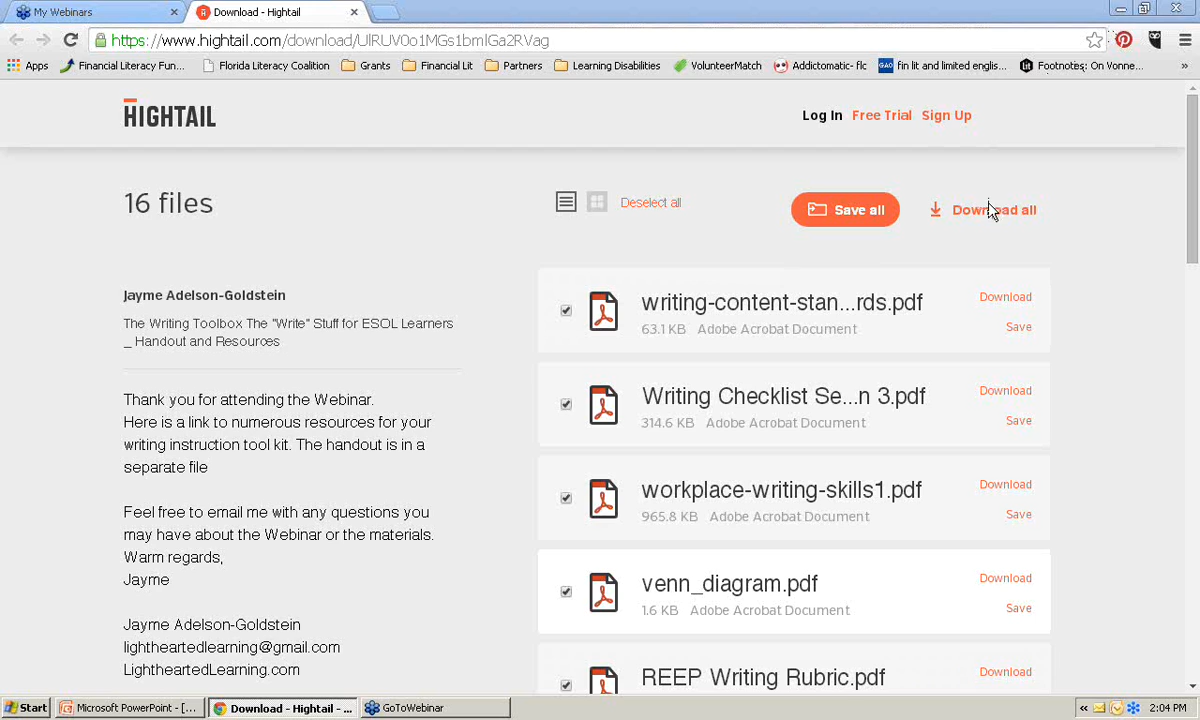 My Webinars
Download - Hightail
https://www.hightail.com/download/UlRUV0o1MGs1bmlGa2RVag
Apps
Financial Literacy Fun...
Florida Literacy Coalition
Grants
Financial Lit
Partners
Learning Disabilities
VolunteerMatch
Addictomatic- flc
GAO
fin lit and limited englis...
Lit
Footnotes: On Vonne...
»
HIGHTAIL
Log In
Free Trial
Sign Up
16 files
Deselect all
Save all
Download all
Jayme Adelson-Goldstein
The Writing Toolbox The "Write" Stuff for ESOL Learners
_ Handout and Resources
Thank you for attending the Webinar.
Here is a link to numerous resources for your
writing instruction tool kit. The handout is in a
separate file
Feel free to email me with any questions you
may have about the Webinar or the materials.
Warm regards,
Jayme
Jayme Adelson-Goldstein
lightheartedlearning@gmail.com
LightheartedLearning.com
writing-content-stan...rds.pdf
63.1 KB Adobe Acrobat Document
Download
Save
Writing Checklist Se...n 3.pdf
314.6 KB Adobe Acrobat Document
Download
Save
workplace-writing-skills1.pdf
965.8 KB Adobe Acrobat Document
Download
Save
venn_diagram.pdf
1.6 KB Adobe Acrobat Document
Download
Save
REEP Writing Rubric.pdf
Download
Start
Microsoft PowerPoint - [...
Download - Hightail - ...
GoToWebinar
«
2:04 PM